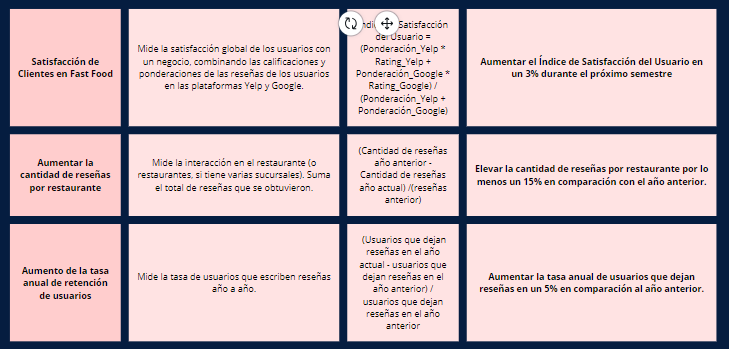 Satisfacción de
Clientes en Fast Food
Mide la satisfacción global de los usuarios con
un negocio, combinando las calificaciones y
ponderaciones de las reseñas de los usuarios
en las plataformas Yelp y Google.
Satisfacción
del Usuario =
(Ponderación_Yelp *
Rating_Yelp +
Ponderación_Google *
Rating_Google) /
(Ponderación_Yelp +
Ponderación_Google)
Aumentar el Índice de Satisfacción del Usuario en
un 3% durante el próximo semestre
Aumentar la
cantidad de reseñas
por restaurante
Mide la interacción en el restaurante (o
restaurantes, si tiene varias sucursales). Suma
el total de reseñas que se obtuvieron.
(Cantidad de reseñas
año anterior -
Cantidad de reseñas
año actual) /(reseñas
anterior)
Elevar la cantidad de reseñas por restaurante por lo
menos un 15% en comparación con el año anterior.
Aumento de la tasa
anual de retención
de usuarios
Mide la tasa de usuarios que escriben reseñas
año a año.
(Usuarios que dejan
reseñas en el año
actual - usuarios que
dejan reseñas en el
año anterior) /
usuarios que dejan
reseñas en el año
anterior
Aumentar la tasa anual de usuarios que dejan
reseñas en un 5% en comparación al año anterior.